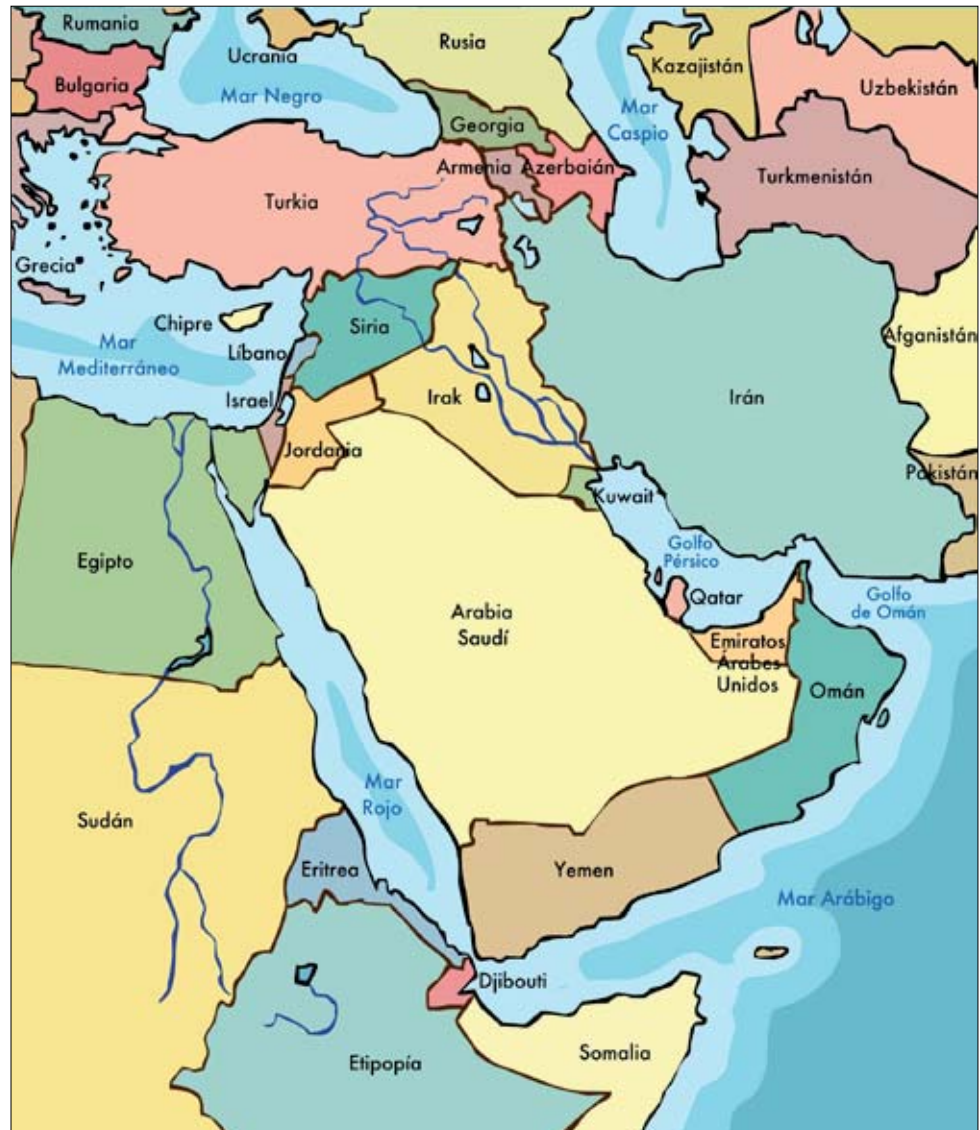 Rumania
Ucrania
Rusia
Kazajistán
Uzbekistán
Bulgaria
Mar Negro
Mar
Caspio
Georgia
Armenia
Azerbaián
Turkmenistán
Turkia
Grecia
Chipre
Siria
Afganistán
Mar
Mediterráneo
Líbano
Israel
Irak
Irán
Jordania
Pakistán
Kuwait
Egipto
Golfo
Pérsico
Qatar
Golfo
de Omán
Arabia
Saudí
Emiratos
Árabes
Unidos
Omán
Mar
Rojo
Sudán
Eritrea
Yemen
Mar Arábigo
Djibouti
Etipopía
Somalia